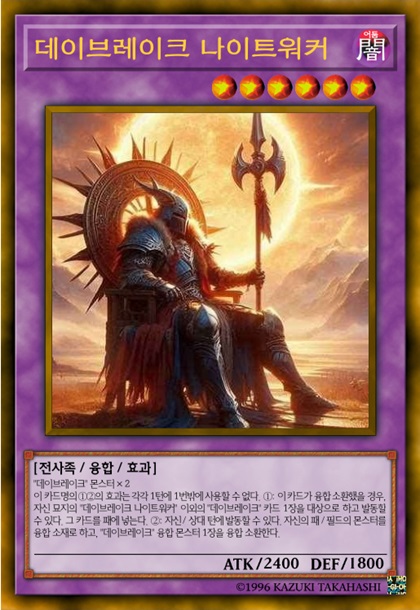 데이브레이크 나이트워커
어둠
闇
[전사족 / 융합 / 효과]
"데이브레이크" 몬스터 × 2
이 카드명의 ①②의 효과는 각각 1턴에 1번밖에 사용할 수 없다. ①: 이 카드가 융합 소환했을 경우,
자신 묘지의 "데이브레이크 나이트워커" 이외의 "데이브레이크" 카드 1장을 대상으로 하고 발동할
수 있다. 그 카드를 패에 넣는다. ②: 자신 / 상대 턴에 발동할 수 있다. 자신의 패 / 필드의 몬스터를
융합 소재로 하고, "데이브레이크" 융합 몬스터 1장을 융합 소환한다.
ATK/2400 DEF/1800
©1996 KAZUKI TAKAHASHI